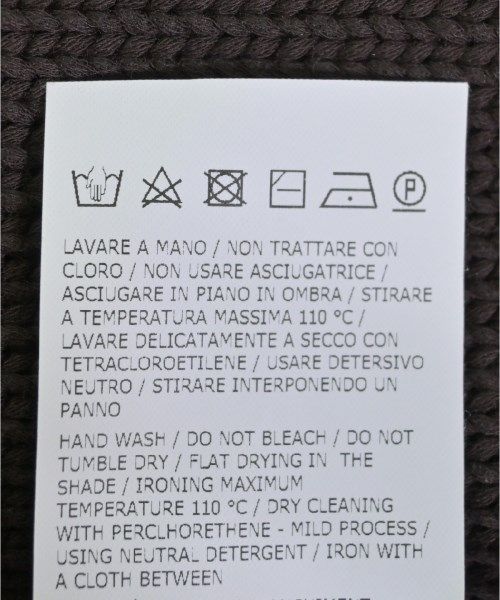 P
LAVARE A MANO / NON TRATTARE CON
CLORO / NON USARE ASCIUGATRICE /
ASCIUGARE IN PIANO IN OMBRA / STIRARE
A TEMPERATURA MASSIMA 110 °C /
LAVARE DELICATAMENTE A SECCO CON
TETRACLOROETILENE / USARE DETERSIVO
NEUTRO / STIRARE INTERPONENDO UN
PANNO
HAND WASH / DO NOT BLEACH / DO NOT
TUMBLE DRY / FLAT DRYING IN THE
SHADE / IRONING MAXIMUM
TEMPERATURE 110 °C / DRY CLEANING
WITH PERCLHORETHENE - MILD PROCESS /
USING NEUTRAL DETERGENT / IRON WITH
A CLOTH BETWEEN